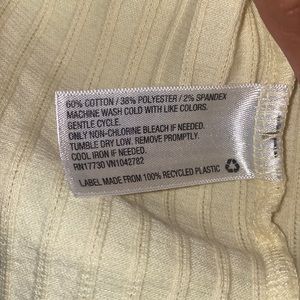 60% COTTON / 38% POLYESTER / 2% SPANDEX
MACHINE WASH COLD WITH LIKE COLORS.
GENTLE CYCLE.
ONLY NON-CHLORINE BLEACH IF NEEDED.
TUMBLE DRY LOW. REMOVE PROMPTLY.
COOL IRON IF NEEDED.
RN17730 VN1042782
LABEL MADE FROM 100% RECYCLED PLASTIC